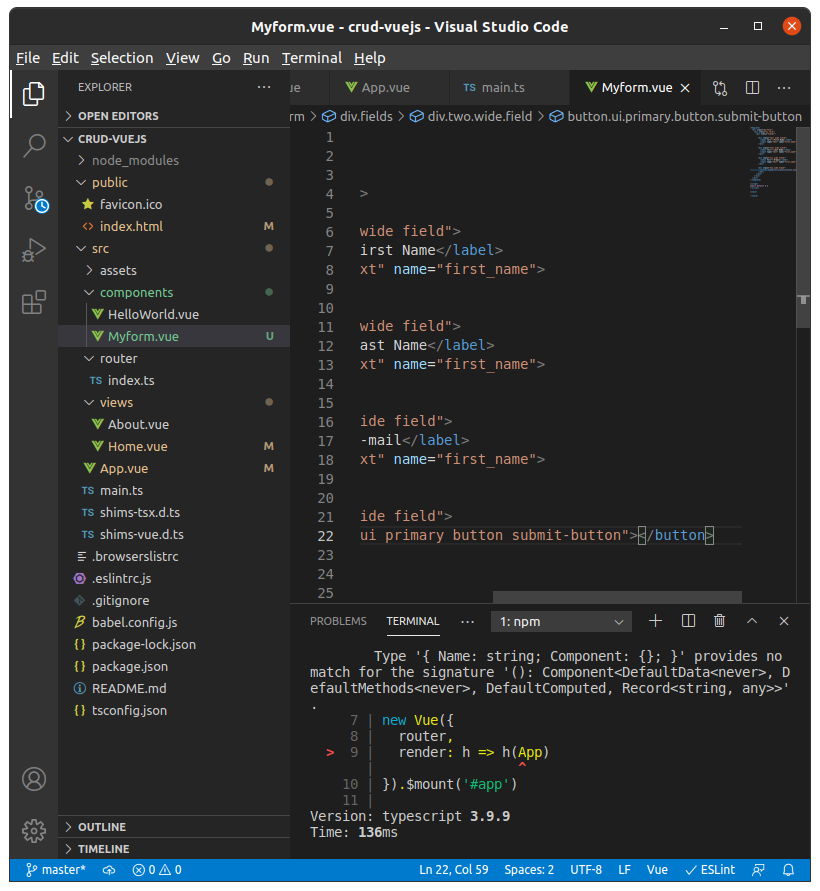 Myform.vue - crud-vuejs - Visual Studio Code
File Edit Selection View Go Run Terminal Help
EXPLORER ···
ue App.vue TS main.ts Myform.vue ×
OPEN EDITORS
rm > div.fields > div.two.wide.field > button.ui.primary.button.submit-button
CRUD-VUEJS
node_modules
public
favicon.ico
index.html M
src
assets
components
HelloWorld.vue
Myform.vue U
router
TS index.ts
views
About.vue
Home.vue M
App.vue M
TS main.ts
TS shims-tsx.d.ts
TS shims-vue.d.ts
.browserslistrc
.eslintrc.js
.gitignore
babel.config.js
{} package-lock.json
{} package.json
README.md
{} tsconfig.json
OUTLINE
TIMELINE
1
2
3
4 >
5
6 wide field">
7 irst Name</label>
8 xt" name="first_name">
9
10
11 wide field">
12 ast Name</label>
13 xt" name="first_name">
14
15
16 ide field">
17 -mail</label>
18 xt" name="first_name">
19
20
21 ide field">
22 ui primary button submit-button"></button>
23
24
25
PROBLEMS TERMINAL ··· 1: npm
Type '{ Name: string; Component: {}; }' provides no
match for the signature '(): Component<DefaultData<never>, D
efaultMethods<never>, DefaultComputed, Record<string, any>>'
.
7 | new Vue({
8 | router,
> 9 | render: h => h(App)
| ^
10 | }).$mount('#app')
11 |
Version: typescript 3.9.9
Time: 136ms
master* 0 0 Ln 22, Col 59 Spaces: 2 UTF-8 LF Vue ESLint